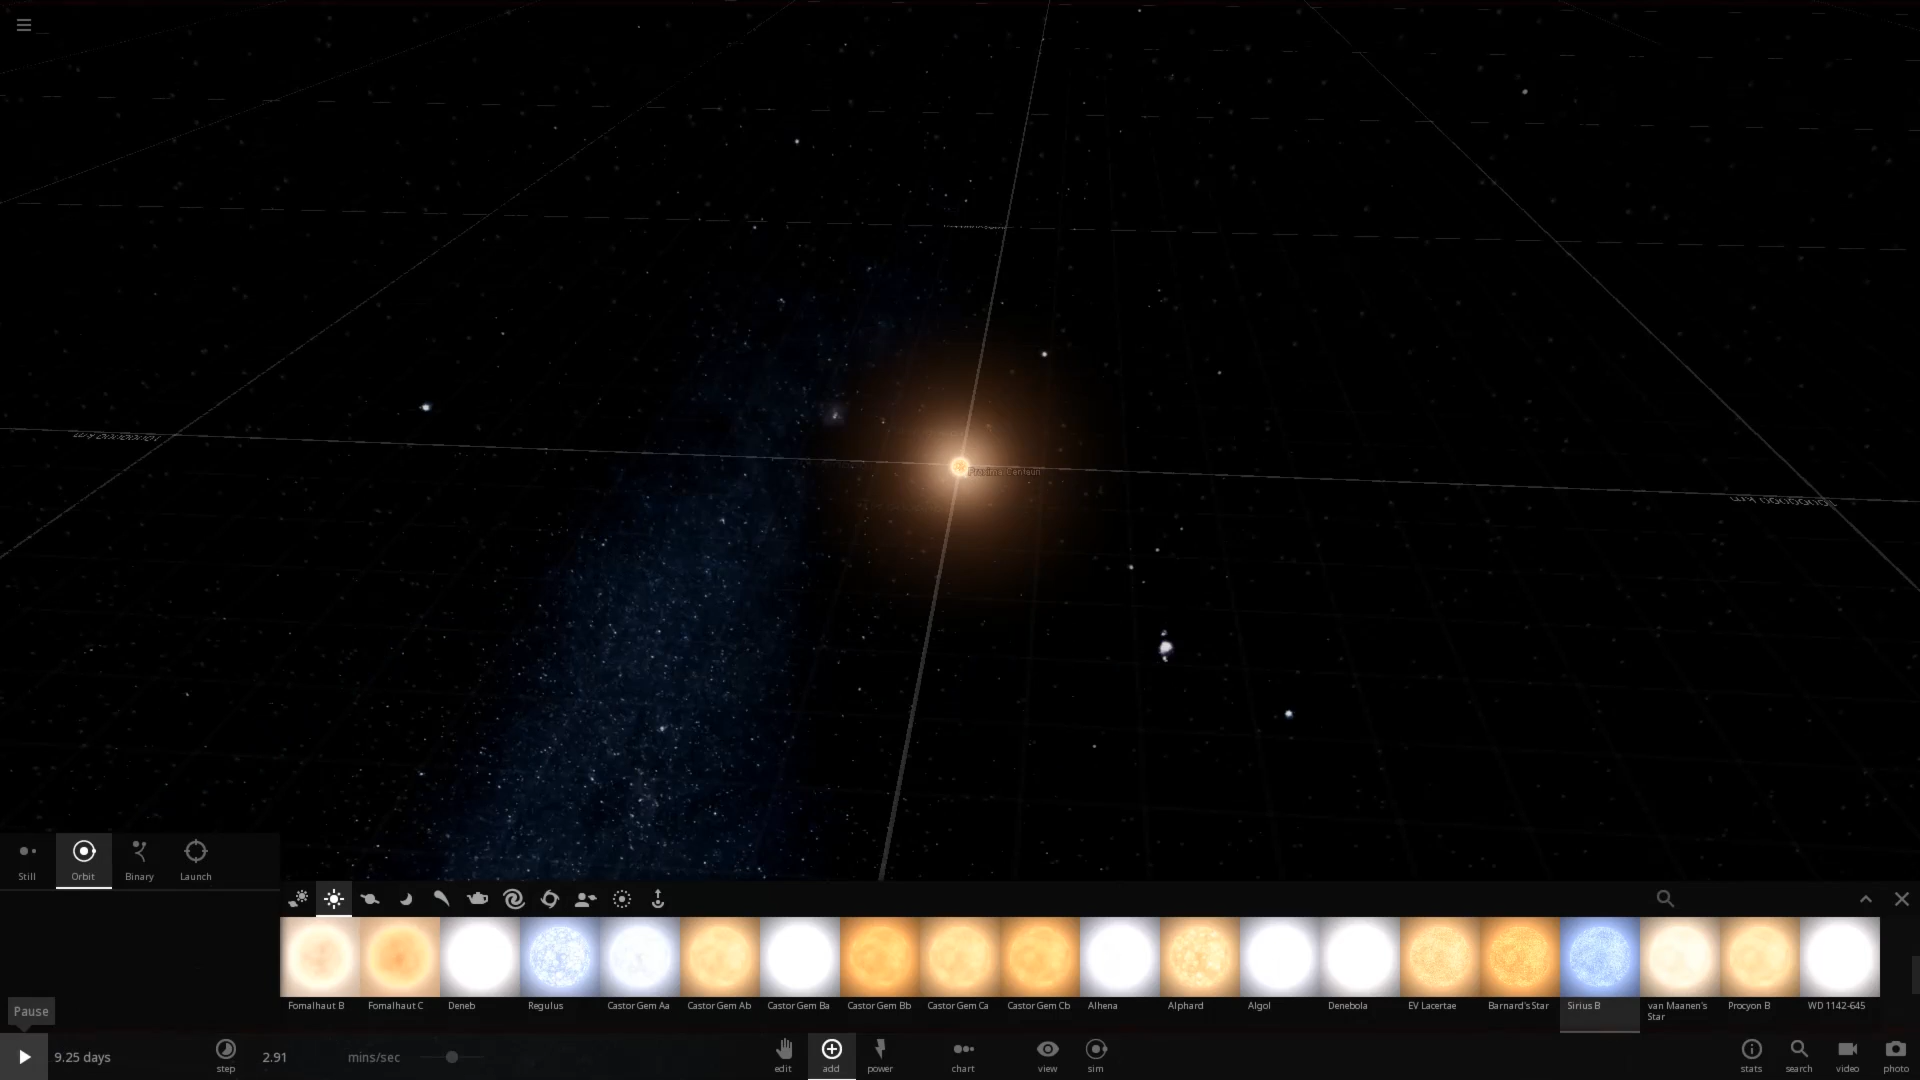 Proxima Centauri
Still
Orbit
Binary
Launch
Fomalhaut B
Fomalhaut C
Deneb
Regulus
Castor Gem Aa
Castor Gem Ab
Castor Gem Ba
Castor Gem Bb
Castor Gem Ca
Castor Gem Cb
Alhena
Alphard
Algol
Denebola
EV Lacertae
Barnard's Star
Sirius B
van Maanen's
Star
Procyon B
WD 1142-645
Pause
9.25 days
step
2.91
mins/sec
edit
add
power
chart
view
sim
stats
search
video
photo